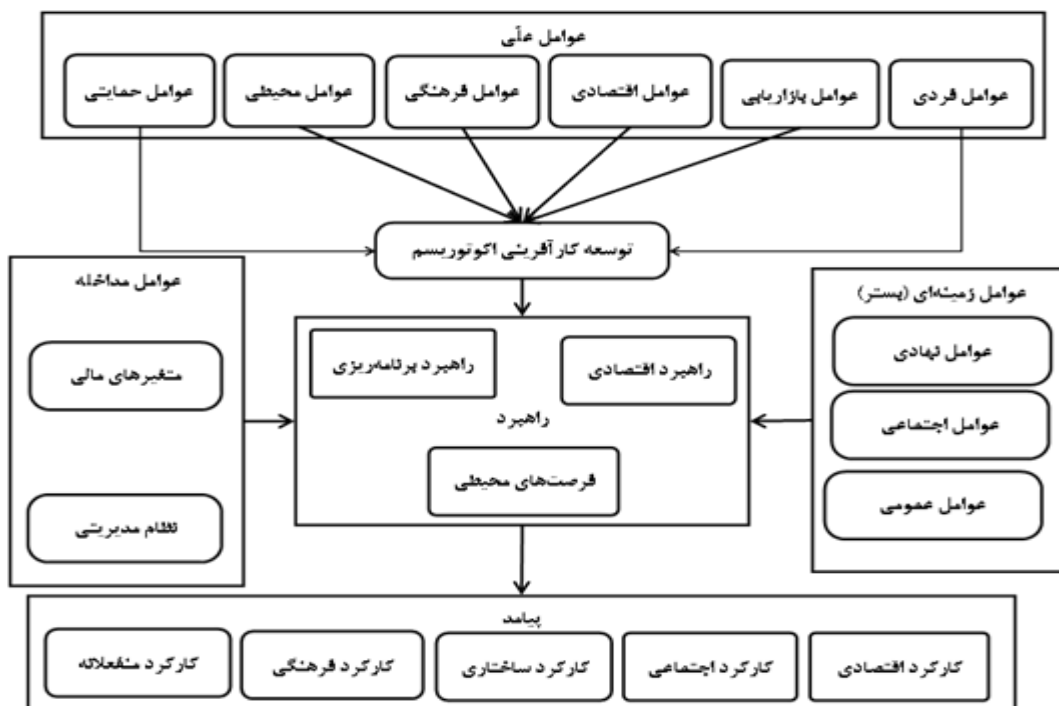 عوامل علّی
عوامل فردی
عوامل بازاریابی
عوامل اقتصادی
عوامل فرهنگی
عوامل محیطی
عوامل حمایتی
توسعه کارآفرینی اکوتوریسم
عوامل زمینه‌ای (بستر)
عوامل نهادی
عوامل اجتماعی
عوامل عمومی
راهبرد اقتصادی
راهبرد برنامه‌ریزی
راهبرد
فرصت‌های محیطی
عوامل مداخله
متغیرهای مالی
نظام مدیریتی
پیامد
کارکرد اقتصادی
کارکرد اجتماعی
کارکرد ساختاری
کارکرد فرهنگی
کارکرد منفعلانه